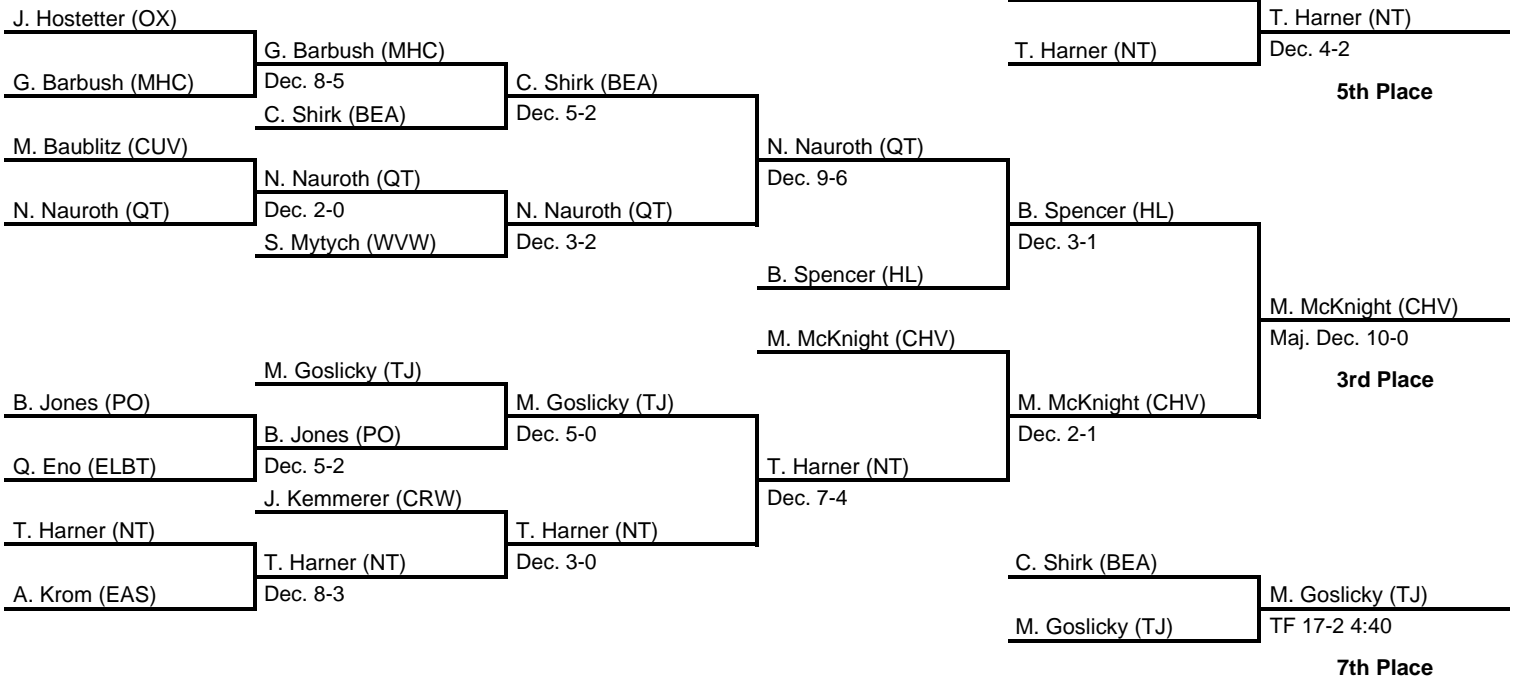 J. Hostetter (OX)
G. Barbush (MHC)
G. Barbush (MHC)
Dec. 8-5
C. Shirk (BEA)
C. Shirk (BEA)
Dec. 5-2
M. Baublitz (CUV)
N. Nauroth (QT)
N. Nauroth (QT)
Dec. 2-0
S. Mytych (WVW)
N. Nauroth (QT)
Dec. 3-2
N. Nauroth (QT)
Dec. 9-6
B. Spencer (HL)
B. Spencer (HL)
Dec. 3-1
T. Harner (NT)
T. Harner (NT)
Dec. 4-2
5th Place
M. McKnight (CHV)
Maj. Dec. 10-0
3rd Place
M. McKnight (CHV)
M. McKnight (CHV)
Dec. 2-1
M. Goslicky (TJ)
B. Jones (PO)
Q. Eno (ELBT)
B. Jones (PO)
Dec. 5-2
M. Goslicky (TJ)
Dec. 5-0
J. Kemmerer (CRW)
T. Harner (NT)
A. Krom (EAS)
T. Harner (NT)
Dec. 8-3
T. Harner (NT)
Dec. 3-0
T. Harner (NT)
Dec. 7-4
C. Shirk (BEA)
M. Goslicky (TJ)
M. Goslicky (TJ)
TF 17-2 4:40
7th Place